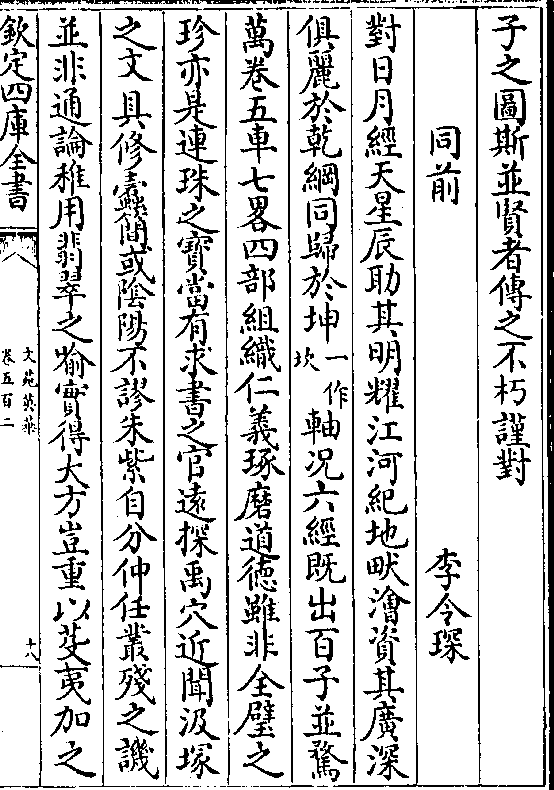 子之圖斯並賢者傳之不朽謹對
同前　李令琛
對日月經天星辰助其明耀江河紀地畎澮資其廣深
俱麗於乾綱同歸於坤一作坎軸况六經既出百子並騖
萬卷五車七畧四部組織仁義琢磨道徳雖非全璧之
珍亦是連珠之寶當有求書之官逺探禹穴近聞汲塚
之文具修蠧簡或隂陽不謬朱紫自分仲任叢殘之譏
並非通論稚用翡翠之喻實得大方豈重以芟夷加之
欽定四庫全書
文苑英華
卷五百二
十八